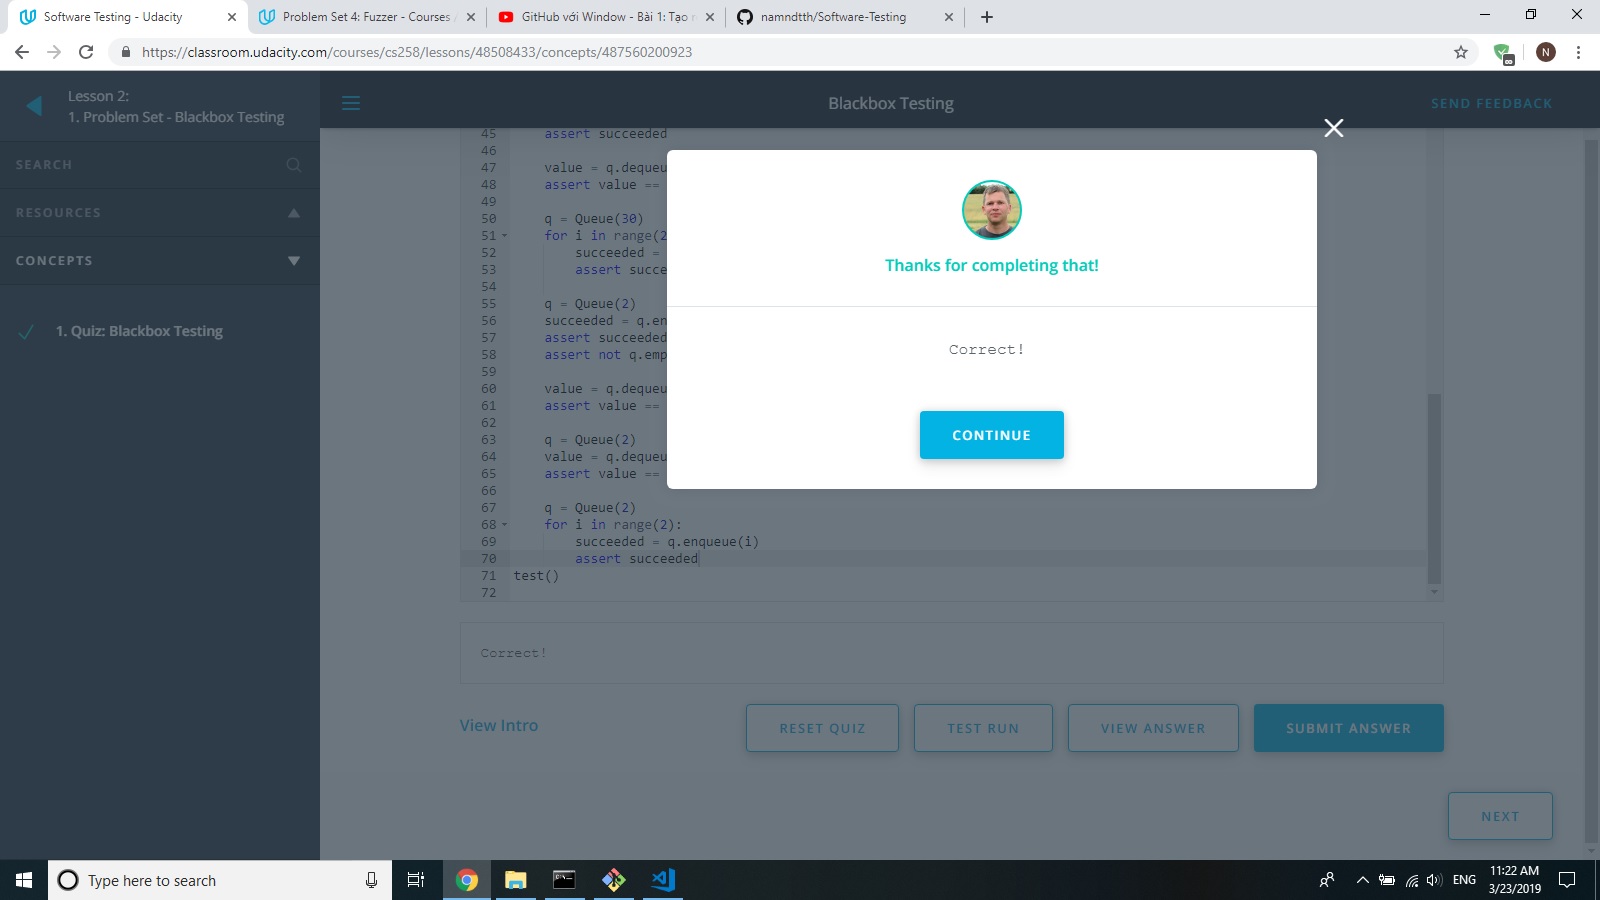 Software Testing - Udacity
Problem Set 4: Fuzzer - Courses
GitHub với Window - Bài 1: Tạo
namndtth/Software-Testing
https://classroom.udacity.com/courses/cs258/lessons/48508433/concepts/487560200923
N
Lesson 2:
1. Problem Set - Blackbox Testing
SEARCH
RESOURCES
CONCEPTS
1. Quiz: Blackbox Testing
Blackbox Testing
SEND FEEDBACK
45 assert succeeded
46
47 value = q.dequeu
48 assert value ==
49
50 q = Queue(30)
51 for i in range(2
52 succeeded =
53 assert succe
54
55 q = Queue(2)
56 succeeded = q.en
57 assert succeeded
58 assert not q.emp
59
60 value = q.dequeu
61 assert value ==
62
63 q = Queue(2)
64 value = q.dequeu
65 assert value ==
66
67 q = Queue(2)
68 for i in range(2):
69 succeeded = q.enqueue(i)
70 assert succeeded
71 test()
72
Thanks for completing that!
Correct!
CONTINUE
Correct!
View Intro
RESET QUIZ
TEST RUN
VIEW ANSWER
SUBMIT ANSWER
NEXT
Type here to search
ENG
11:22 AM
3/23/2019